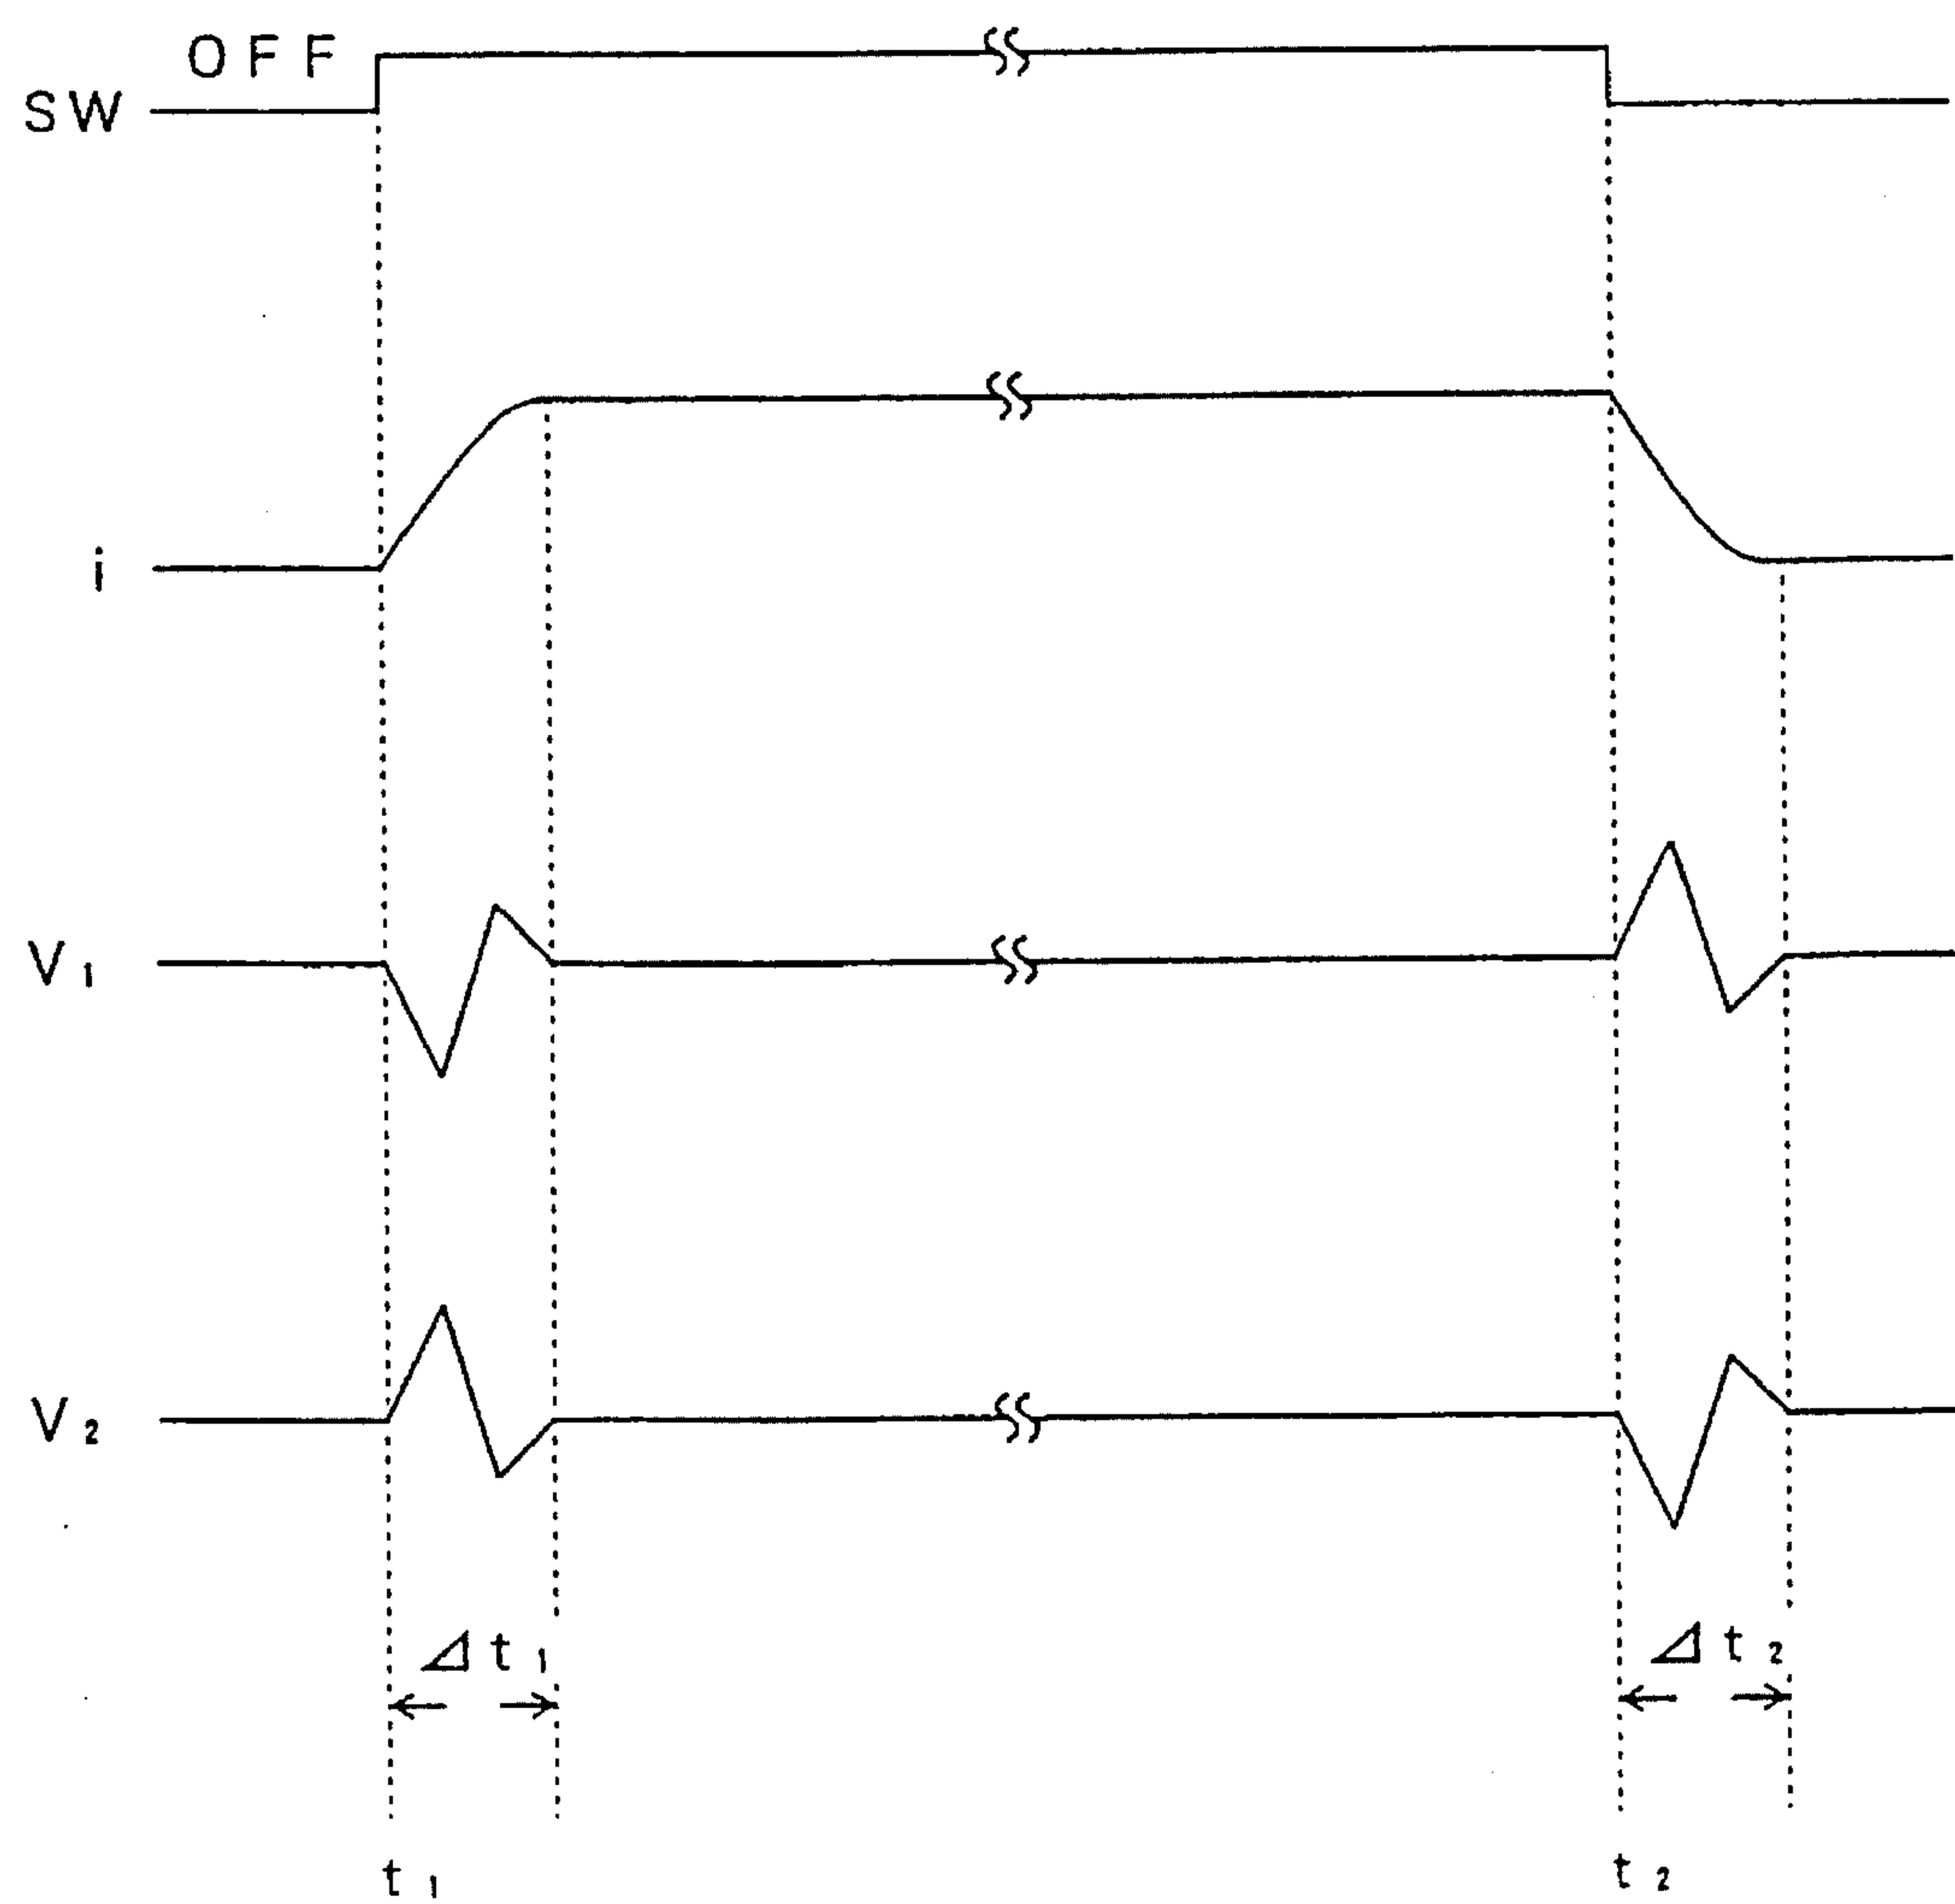 OFF
SW
i
V₁
V₂
Δt₁ Δt₂
t₁ t₂